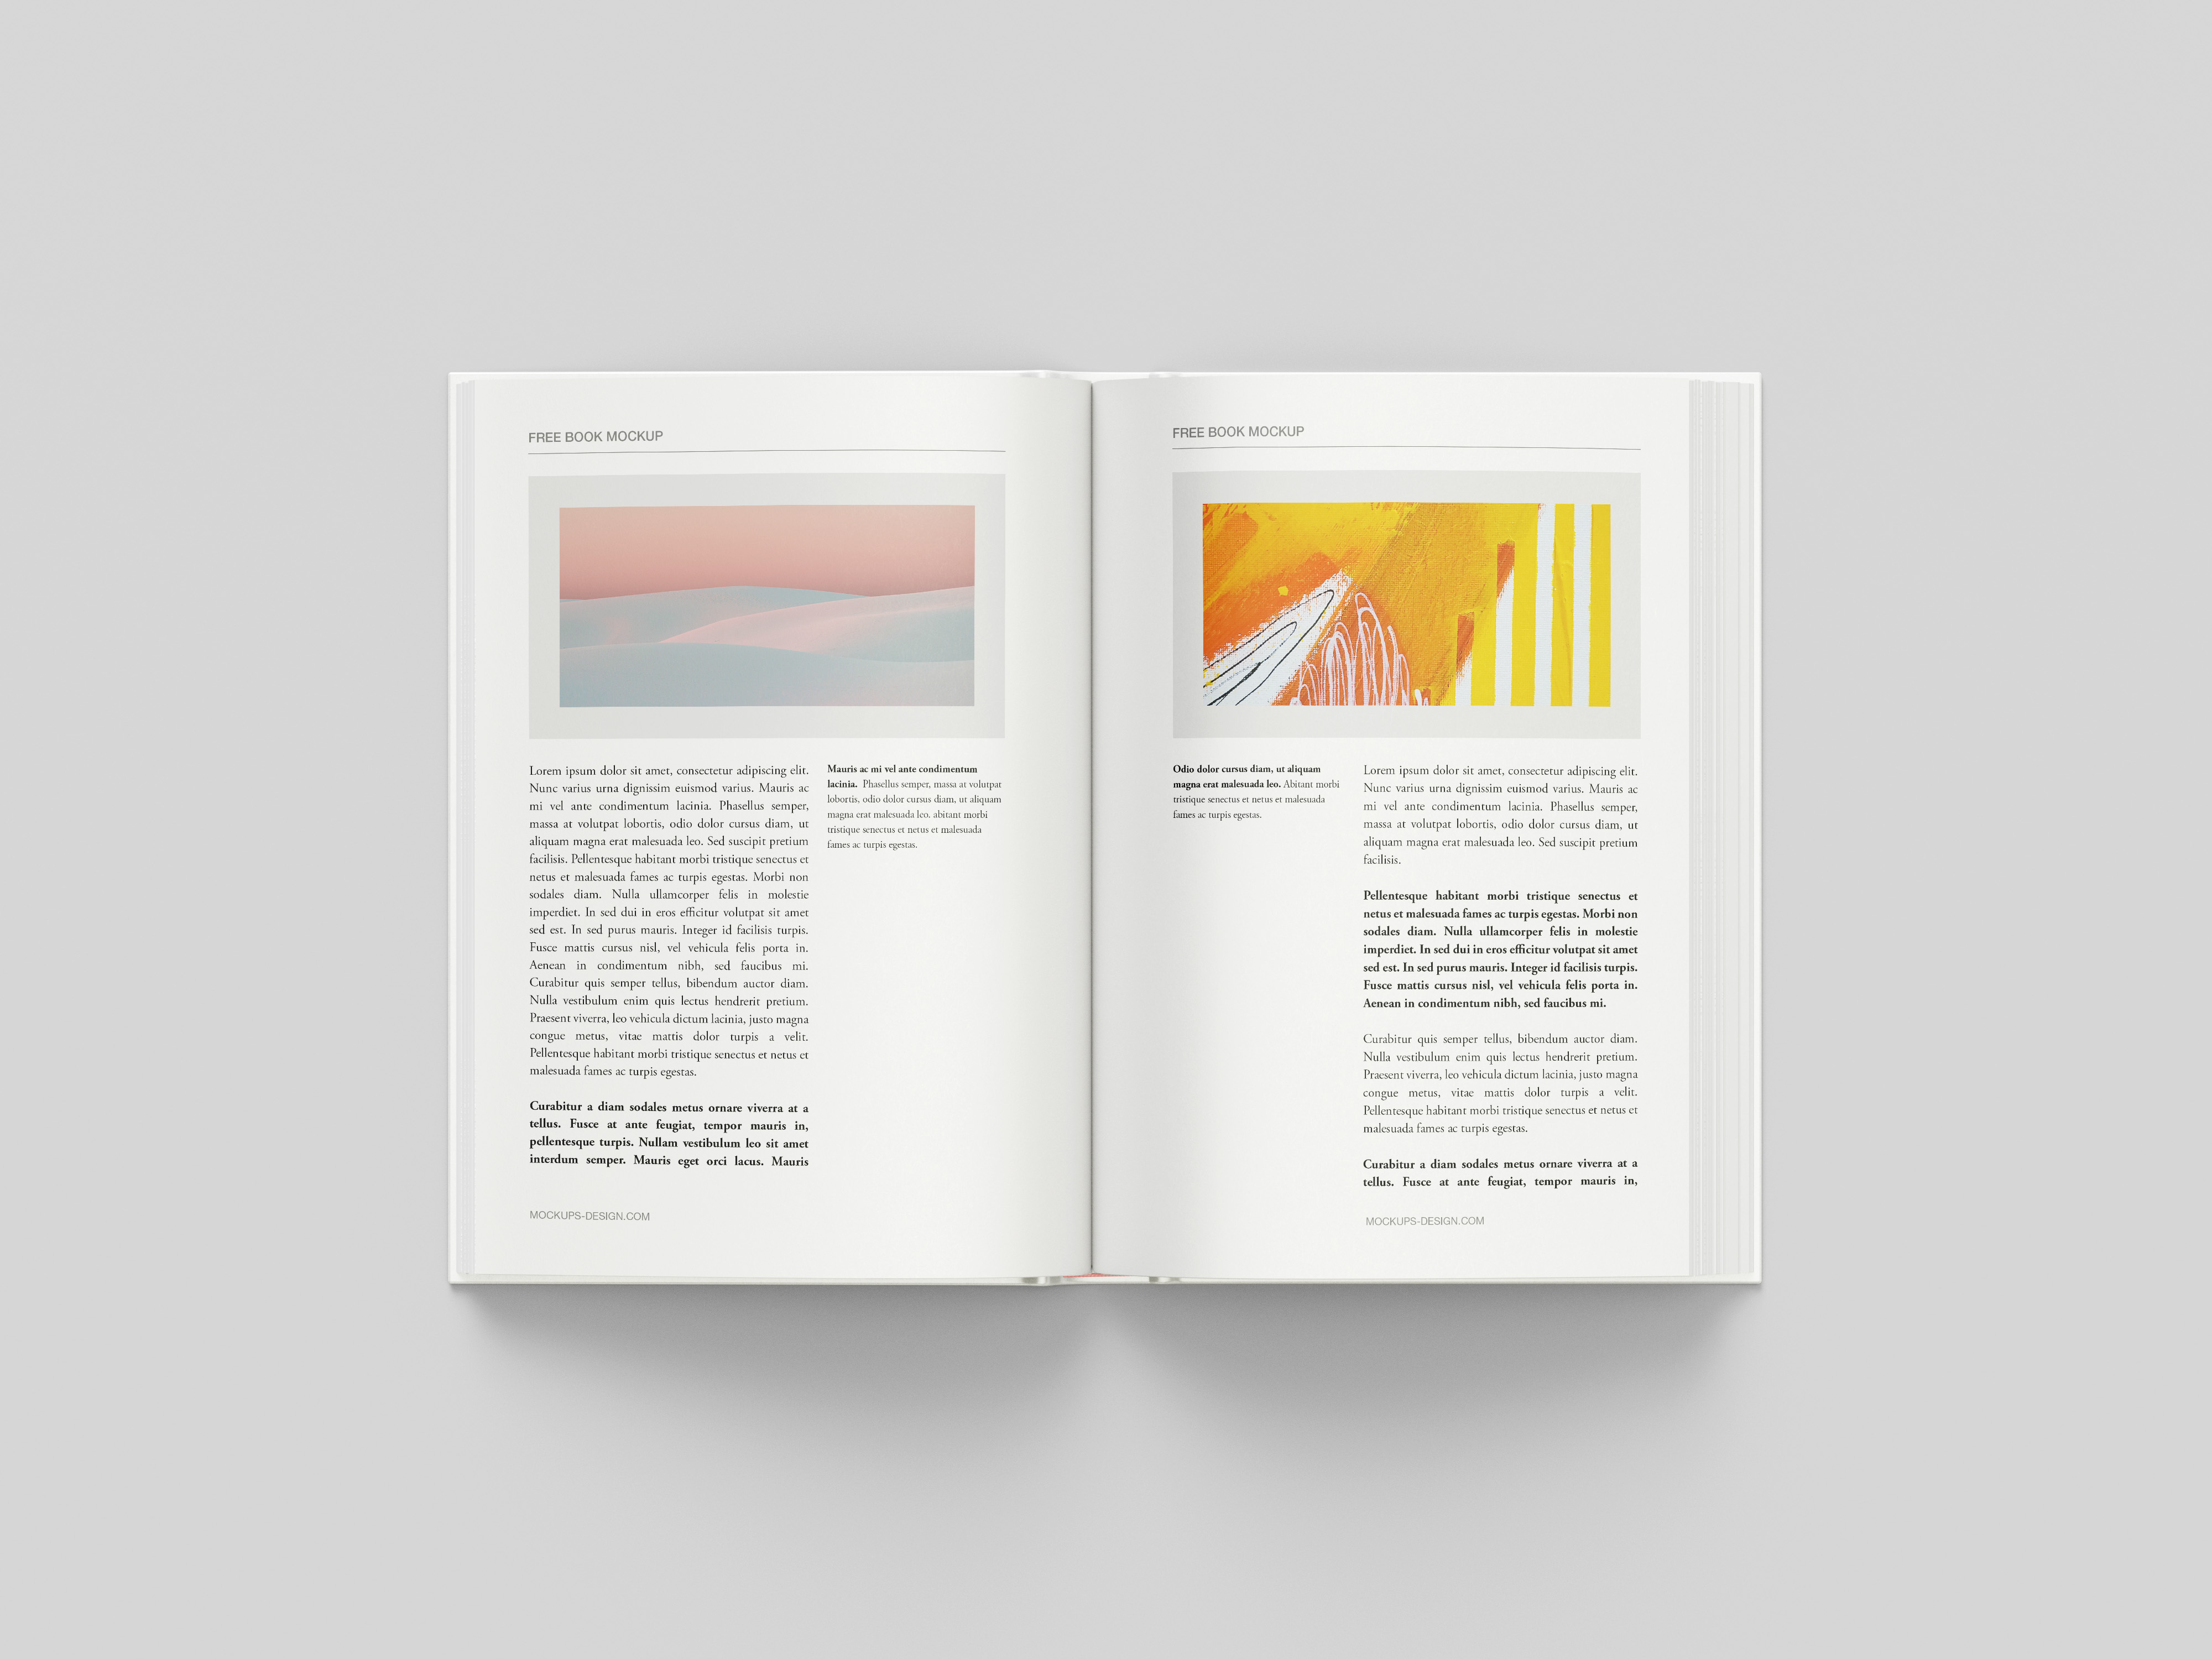 FREE BOOK MOCKUP
Lorem ipsum dolor sit amet, consectetur adipiscing elit.
Nunc varius urna dignissim euismod varius. Mauris ac
mi vel ante condimentum lacinia. Phasellus semper,
massa at volutpat lobortis, odio dolor cursus diam, ut
aliquam magna erat malesuada leo. Sed suscipit pretium
facilisis. Pellentesque habitant morbi tristique senectus et
netus et malesuada fames ac turpis egestas. Morbi non
sodales diam. Nulla ullamcorper felis in molestie
imperdiet. In sed dui in eros efficitur volutpat sit amet
sed est. In sed purus mauris. Integer id facilisis turpis.
Fusce mattis cursus nisl, vel vehicula felis porta in.
Aenean in condimentum nibh, sed faucibus mi.
Curabitur quis semper tellus, bibendum auctor diam.
Nulla vestibulum enim quis lectus hendrerit pretium.
Praesent viverra, leo vehicula dictum lacinia, justo magna
congue metus, vitae mattis dolor turpis a velit.
Pellentesque habitant morbi tristique senectus et netus et
malesuada fames ac turpis egestas.
Curabitur a diam sodales metus ornare viverra at a
tellus. Fusce at ante feugiat, tempor mauris in,
pellentesque turpis. Nullam vestibulum leo sit amet
interdum semper. Mauris eget orci lacus. Mauris
Mauris ac mi vel ante condimentum
lacinia. Phasellus semper, massa at volutpat
lobortis, odio dolor cursus diam, ut aliquam
magna erat malesuada leo. abitant morbi
tristique senectus et netus et malesuada
fames ac turpis egestas.
MOCKUPS-DESIGN.COM
FREE BOOK MOCKUP
Odio dolor cursus diam, ut aliquam
magna erat malesuada leo. Abitant morbi
tristique senectus et netus et malesuada
fames ac turpis egestas.
Lorem ipsum dolor sit amet, consectetur adipiscing elit.
Nunc varius urna dignissim euismod varius. Mauris ac
mi vel ante condimentum lacinia. Phasellus semper,
massa at volutpat lobortis, odio dolor cursus diam, ut
aliquam magna erat malesuada leo. Sed suscipit pretium
facilisis.
Pellentesque habitant morbi tristique senectus et
netus et malesuada fames ac turpis egestas. Morbi non
sodales diam. Nulla ullamcorper felis in molestie
imperdiet. In sed dui in eros efficitur volutpat sit amet
sed est. In sed purus mauris. Integer id facilisis turpis.
Fusce mattis cursus nisl, vel vehicula felis porta in.
Aenean in condimentum nibh, sed faucibus mi.
Curabitur quis semper tellus, bibendum auctor diam.
Nulla vestibulum enim quis lectus hendrerit pretium.
Praesent viverra, leo vehicula dictum lacinia, justo magna
congue metus, vitae mattis dolor turpis a velit.
Pellentesque habitant morbi tristique senectus et netus et
malesuada fames ac turpis egestas.
Curabitur a diam sodales metus ornare viverra at a
tellus. Fusce at ante feugiat, tempor mauris in,
MOCKUPS-DESIGN.COM